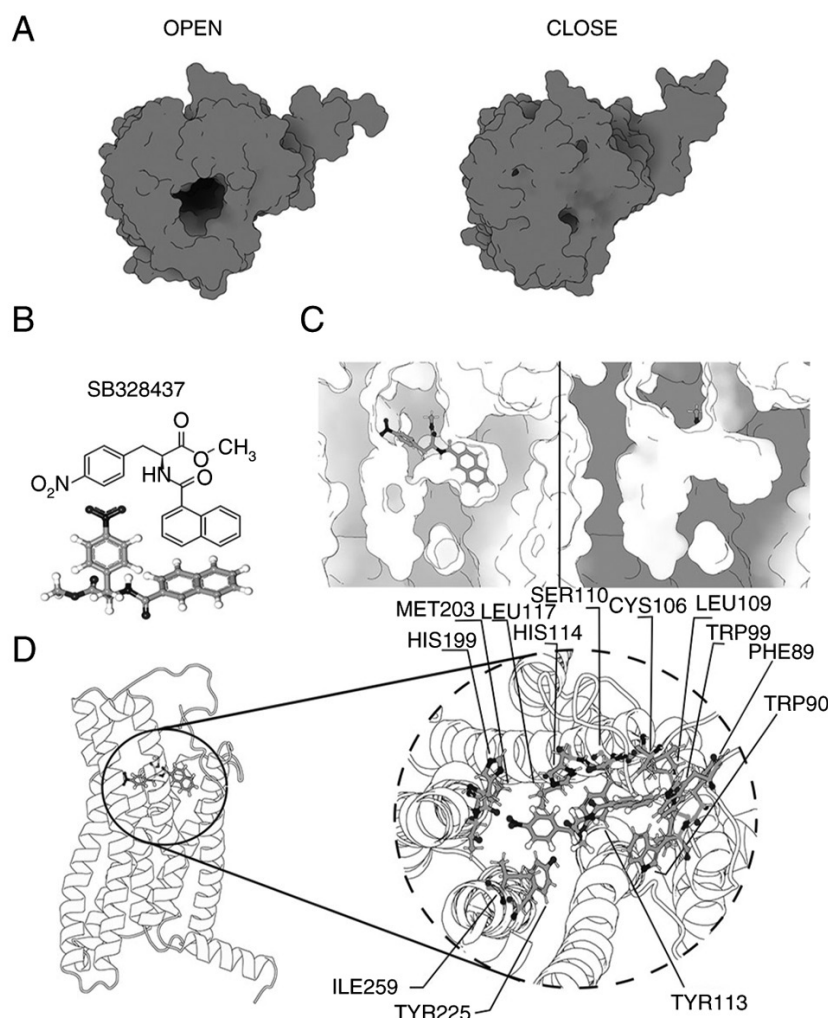 A
OPEN
CLOSE
B
C
SB328437
O
O
CH₃
HN
O
O₂N
MET203
LEU117
SER110
CYS106
LEU109
HIS199
HIS114
TRP99
PHE89
D
TRP90
ILE259
TYR225
TYR113